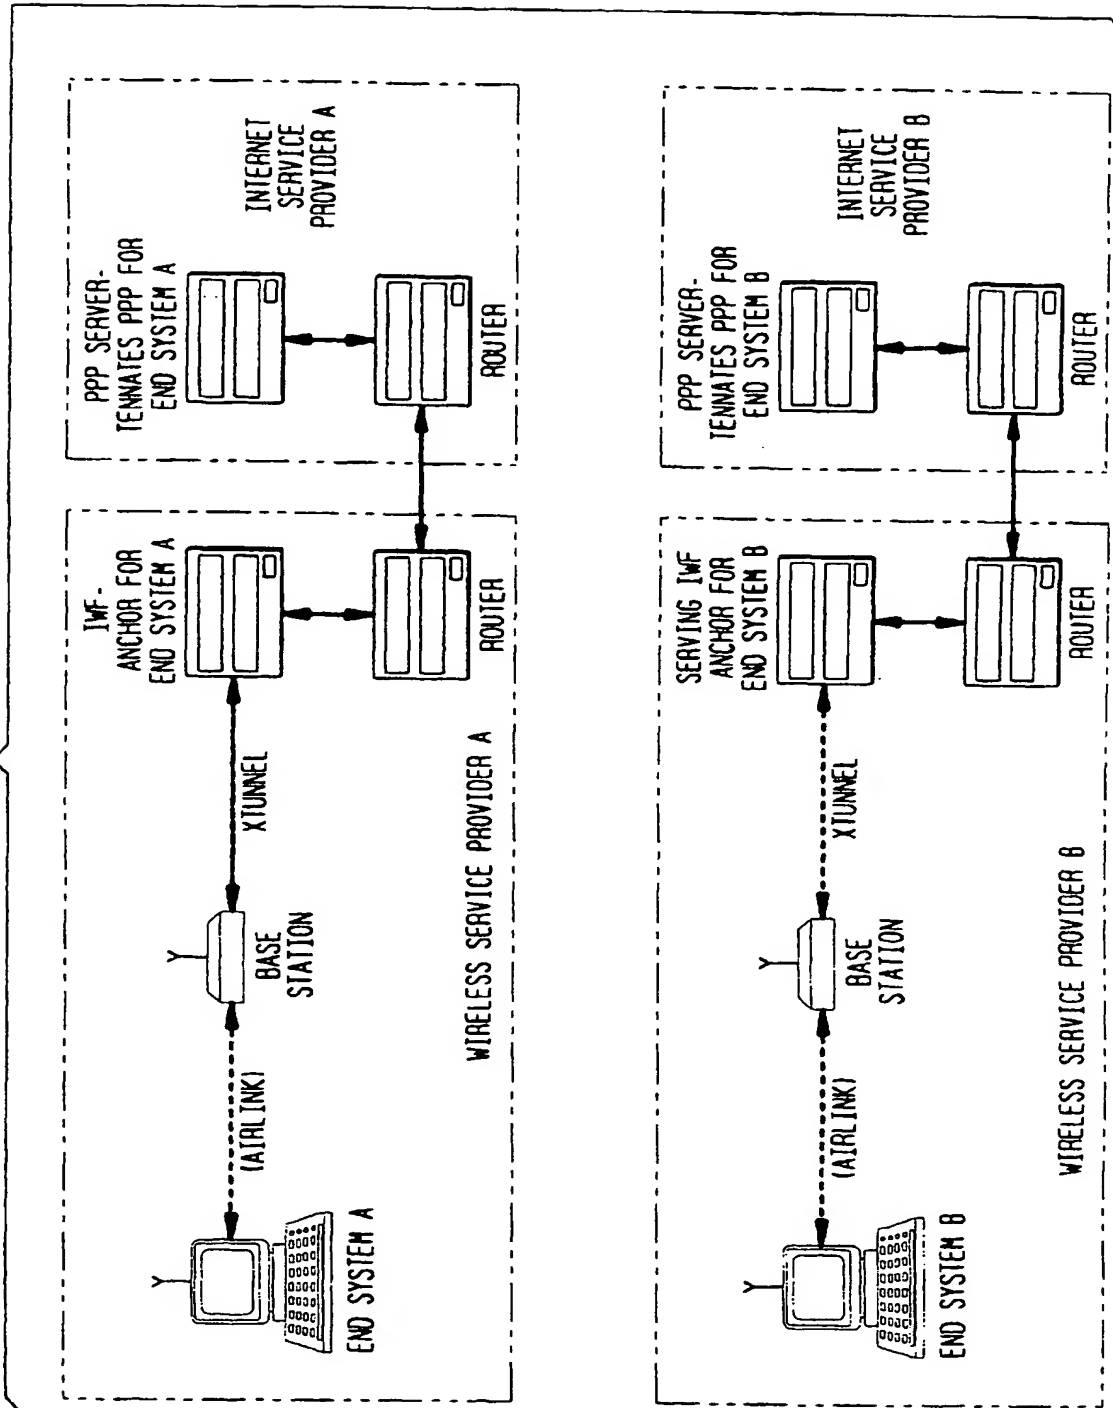 PPP SERVER-
TENNATES PPP FOR
END SYSTEM A
INTERNET
SERVICE
PROVIDER A
ROUTER
IWF-
ANCHOR FOR
END SYSTEM A
ROUTER
XTUNNEL
BASE
STATION
(AIRLINK)
END SYSTEM A
WIRELESS SERVICE PROVIDER A
PPP SERVER-
TENNATES PPP FOR
END SYSTEM B
INTERNET
SERVICE
PROVIDER B
ROUTER
SERVING IWF
ANCHOR FOR
END SYSTEM B
ROUTER
XTUNNEL
BASE
STATION
(AIRLINK)
END SYSTEM B
WIRELESS SERVICE PROVIDER B